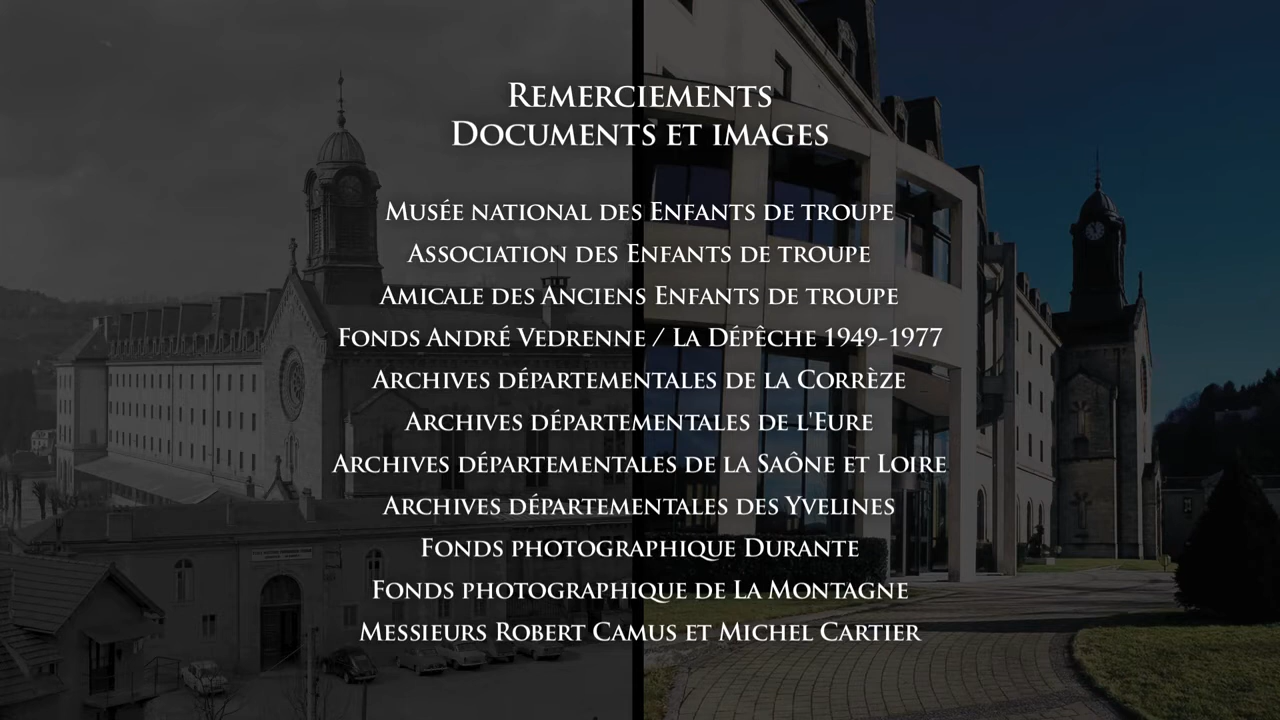 Remerciements
Documents et images
Musée national des Enfants de troupe
Association des Enfants de troupe
Amicale des Anciens Enfants de troupe
Fonds André Vedrenne / La Dépêche 1949-1977
Archives départementales de la Corrèze
Archives départementales de l'Eure
Archives départementales de la Saône et Loire
Archives départementales des Yvelines
Fonds photographique Durante
Fonds photographique de La Montagne
Messieurs Robert Camus et Michel Cartier